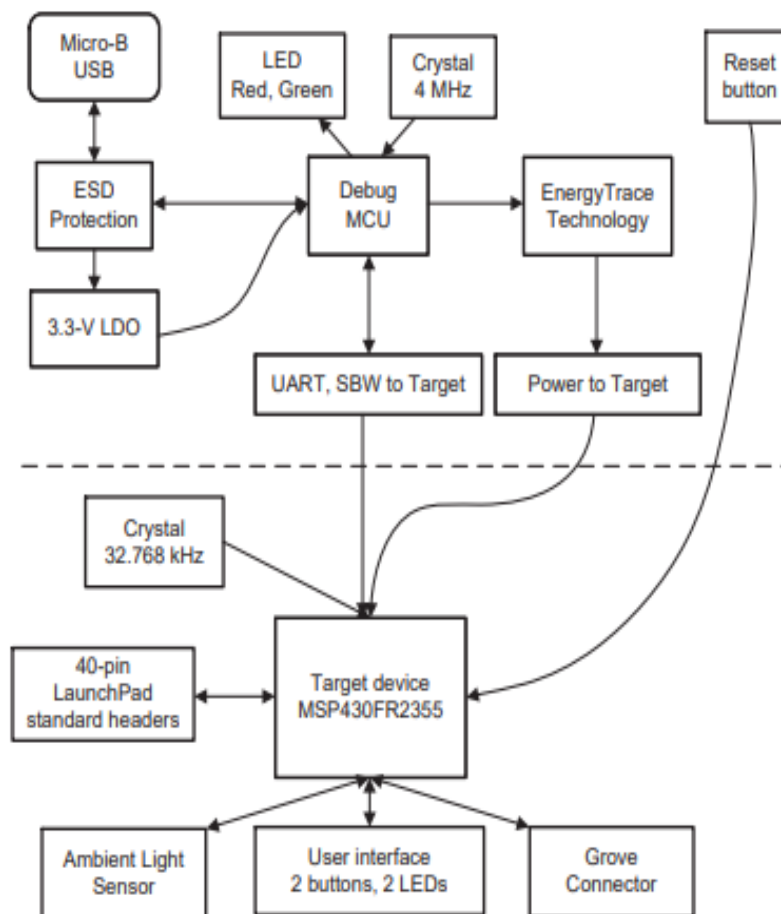 Micro-B
USB
LED
Red, Green
Crystal
4 MHz
Reset
button
ESD
Protection
Debug
MCU
EnergyTrace
Technology
3.3-V LDO
UART, SBW to Target
Power to Target
Crystal
32.768 kHz
40-pin
LaunchPad
standard headers
Target device
MSP430FR2355
Ambient Light
Sensor
User interface
2 buttons, 2 LEDs
Grove
Connector